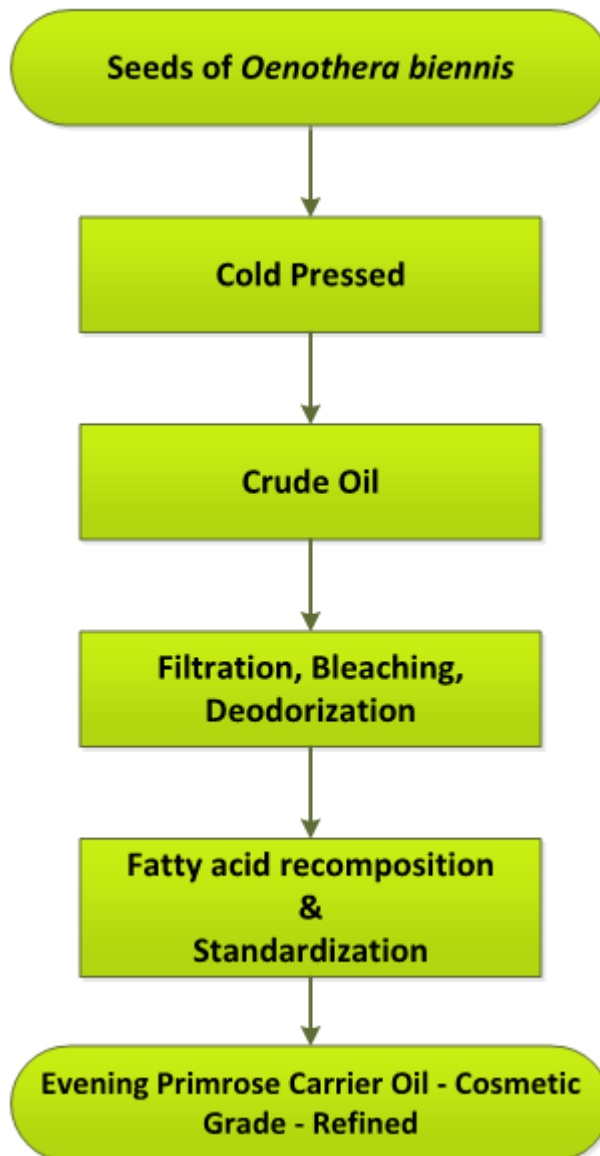 Seeds of Oenothera biennis
Cold Pressed
Crude Oil
Filtration, Bleaching,
Deodorization
Fatty acid recomposition
&
Standardization
Evening Primrose Carrier Oil - Cosmetic
Grade - Refined